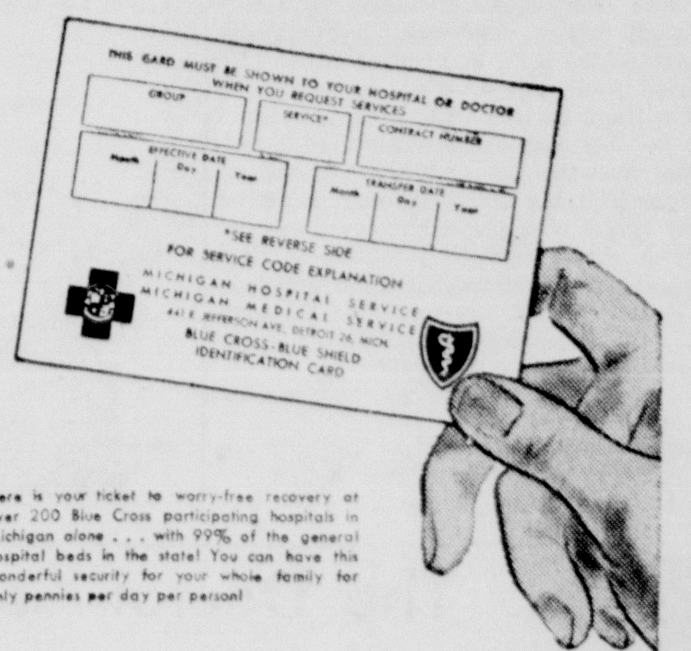 THIS CARD MUST BE SHOWN TO YOUR HOSPITAL OR DOCTOR
WHEN YOU REQUEST SERVICES
GROUP
SERVICE*
CONTRACT NUMBER
EFFECTIVE DATE
Month Day Year
TRANSFER DATE
Month Day Year
*SEE REVERSE SIDE
FOR SERVICE CODE EXPLANATION
MICHIGAN HOSPITAL SERVICE
MICHIGAN MEDICAL SERVICE
441 E. JEFFERSON AVE., DETROIT 26, MICH.
BLUE CROSS-BLUE SHIELD
IDENTIFICATION CARD
ere is your ticket to worry-free recovery at
ver 200 Blue Cross participating hospitals in
ichigan alone . . . with 99% of the general
ospital beds in the state! You can have this
onderful security for your whole family for
nly pennies per day per person!